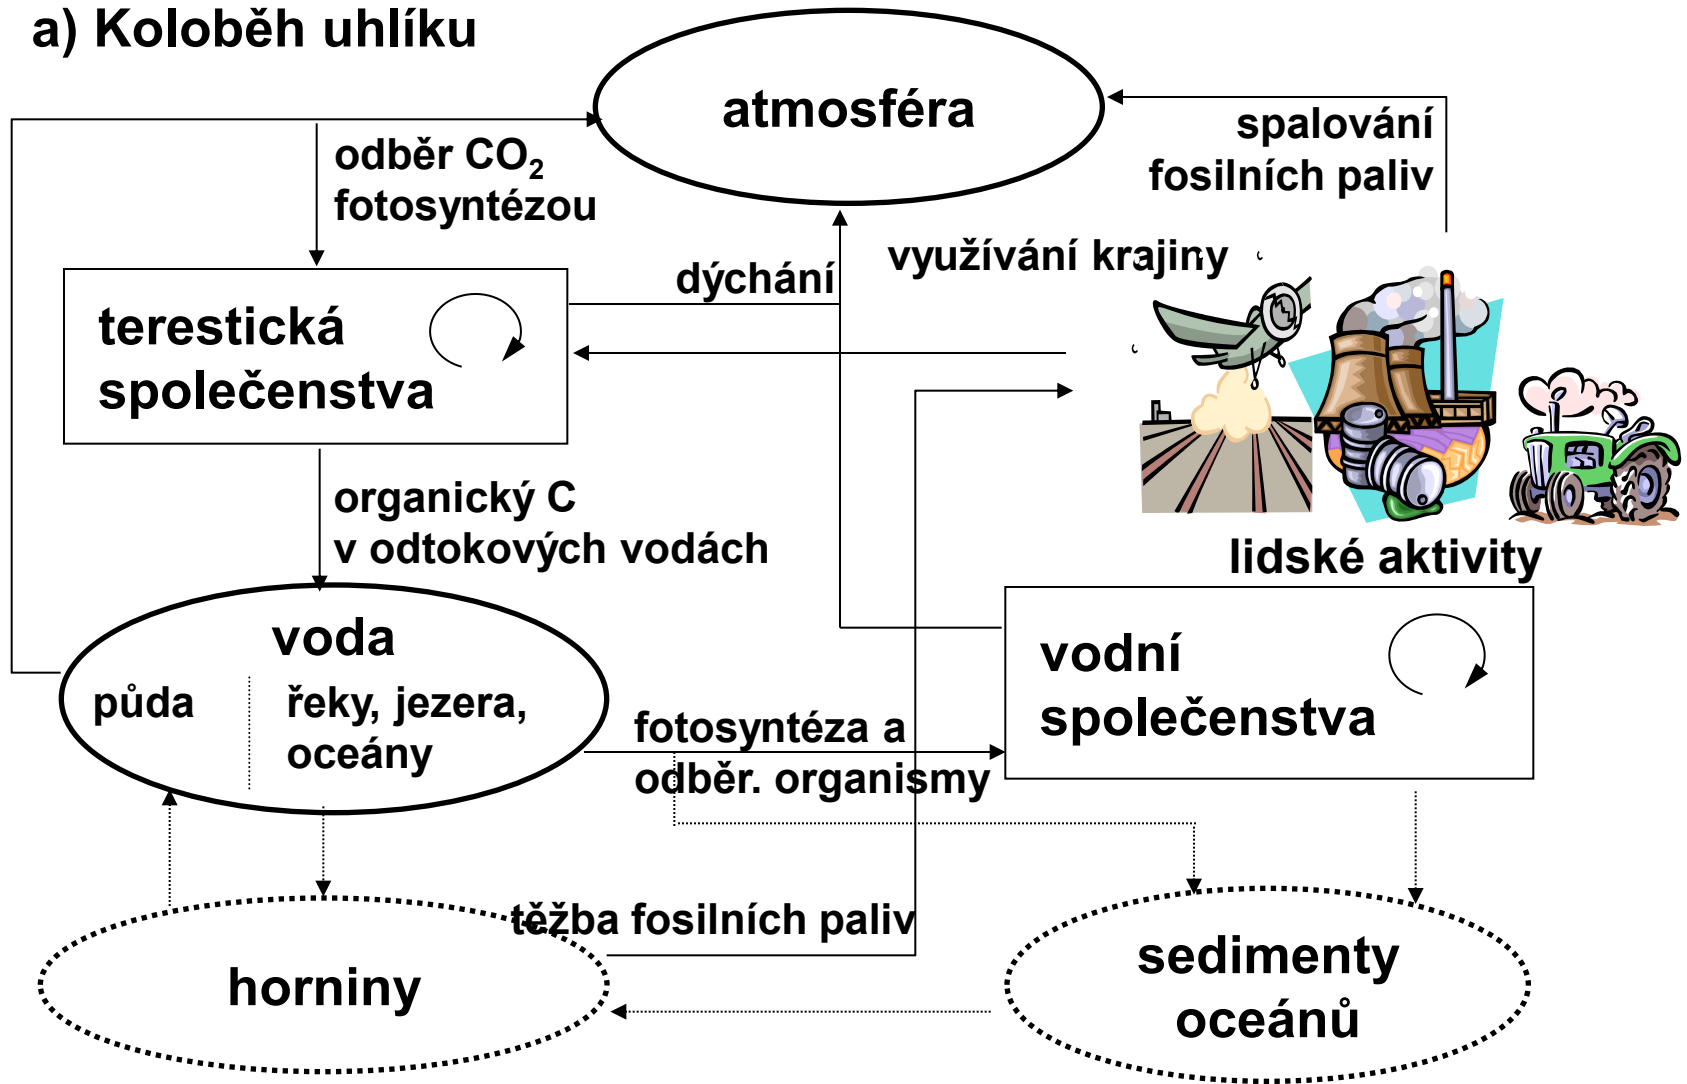 a) Koloběh uhlíku
atmosféra
spalování
fosilních paliv
odběr CO₂
fotosyntézou
využívání krajiny
dýchání
terestická
společenstva
organický C
v odtokových vodách
lidské aktivity
voda
půda
řeky, jezera,
oceány
vodní
společenstva
fotosyntéza a
odběr. organismy
těžba fosilních paliv
horniny
sedimenty
oceánů